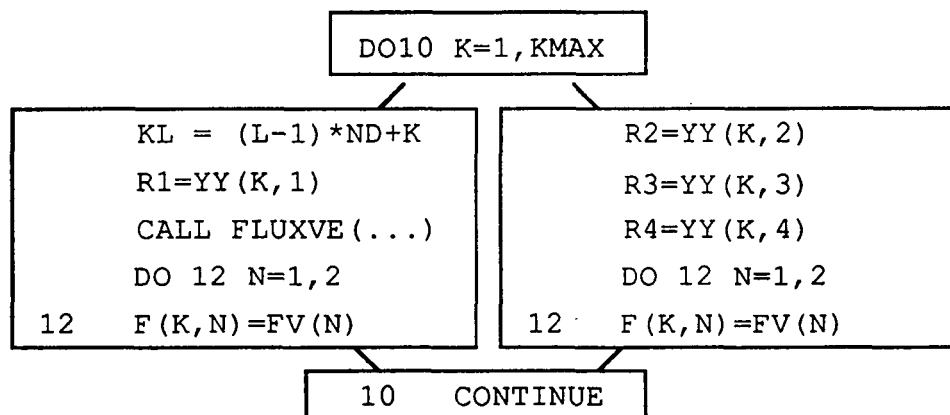 DO10 K=1,KMAX
KL = (L-1)*ND+K
R1=YY(K,1)
CALL FLUXVE(...)
DO 12 N=1,2
12 F(K,N)=FV(N)
R2=YY(K,2)
R3=YY(K,3)
R4=YY(K,4)
DO 12 N=1,2
12 F(K,N)=FV(N)
10 CONTINUE